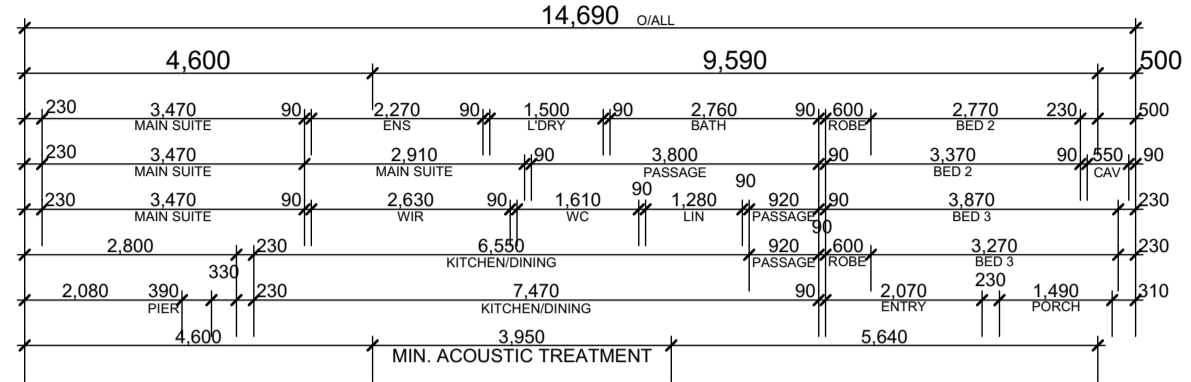 14,690 O/ALL
4,600 9,590 500
230 3,470 90 2,270 90 1,500 90 2,760 90 600 2,770 230 500
MAIN SUITE ENS L'DRY BATH ROBE BED 2
230 3,470 2,910 90 3,800 90 3,370 90 550 90
MAIN SUITE MAIN SUITE PASSAGE BED 2 CAV
90 90
230 3,470 90 2,630 90 1,610 1,280 920 90 3,870 230
MAIN SUITE WIR WC LIN PASSAGE BED 3
90
2,800 230 6,550 920 600 3,270 230
KITCHEN/DINING PASSAGE ROBE BED 3
330 230
2,080 390 230 7,470 90 2,070 1,490 310
PIER KITCHEN/DINING ENTRY PORCH
4,600 3,950 5,640
MIN. ACOUSTIC TREATMENT